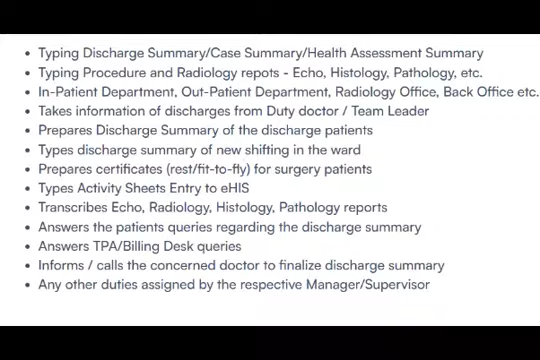 • Typing Discharge Summary/Case Summary/Health Assessment Summary
• Typing Procedure and Radiology repots - Echo, Histology, Pathology, etc.
• In-Patient Department, Out-Patient Department, Radiology Office, Back Office etc.
• Takes information of discharges from Duty doctor / Team Leader
• Prepares Discharge Summary of the discharge patients
• Types discharge summary of new shifting in the ward
• Prepares certificates (rest/fit-to-fly) for surgery patients
• Types Activity Sheets Entry to eHIS
• Transcribes Echo, Radiology, Histology, Pathology reports
• Answers the patients queries regarding the discharge summary
• Answers TPA/Billing Desk queries
• Informs / calls the concerned doctor to finalize discharge summary
• Any other duties assigned by the respective Manager/Supervisor